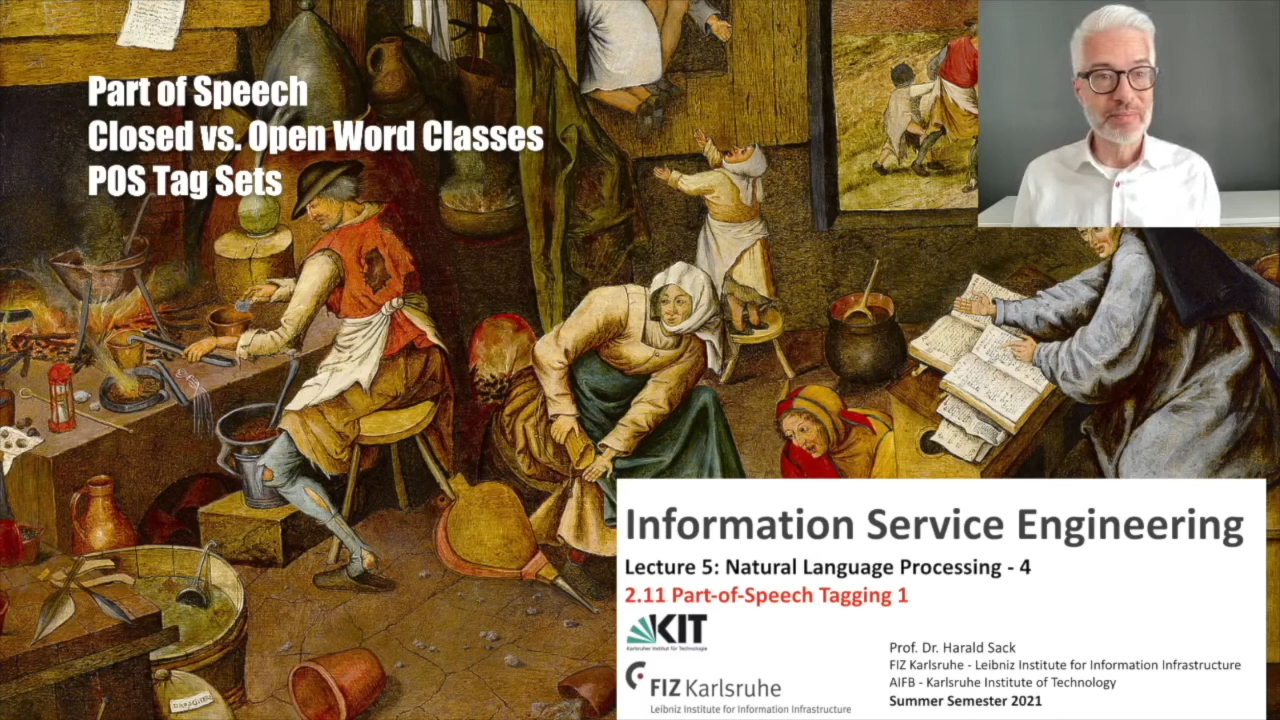 Part of Speech
Closed vs. Open Word Classes
POS Tag Sets
Information Service Engineering
Lecture 5: Natural Language Processing - 4
2.11 Part-of-Speech Tagging 1
KIT
Karlsruher Institut für Technologie
FIZ Karlsruhe
Leibniz Institute for Information Infrastructure
Prof. Dr. Harald Sack
FIZ Karlsruhe - Leibniz Institute for Information Infrastructure
AIFB - Karlsruhe Institute of Technology
Summer Semester 2021